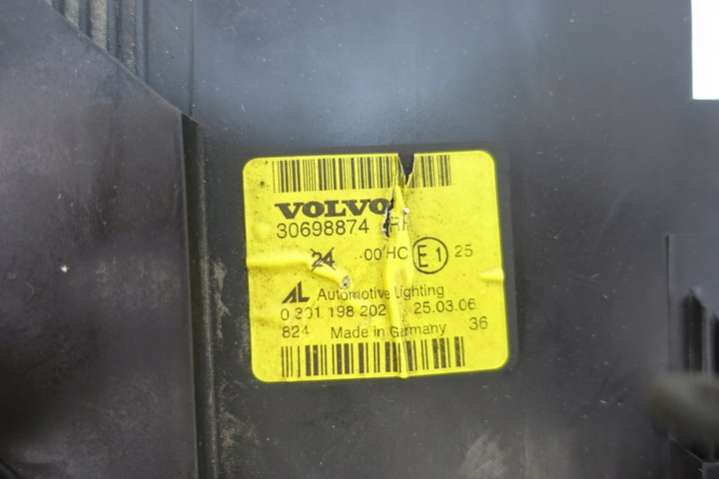 VOLVO
30698874
24 00 HC E1 25
AL Automotive Lighting
0 301 198 202 25.03.06
824 Made in Germany 36